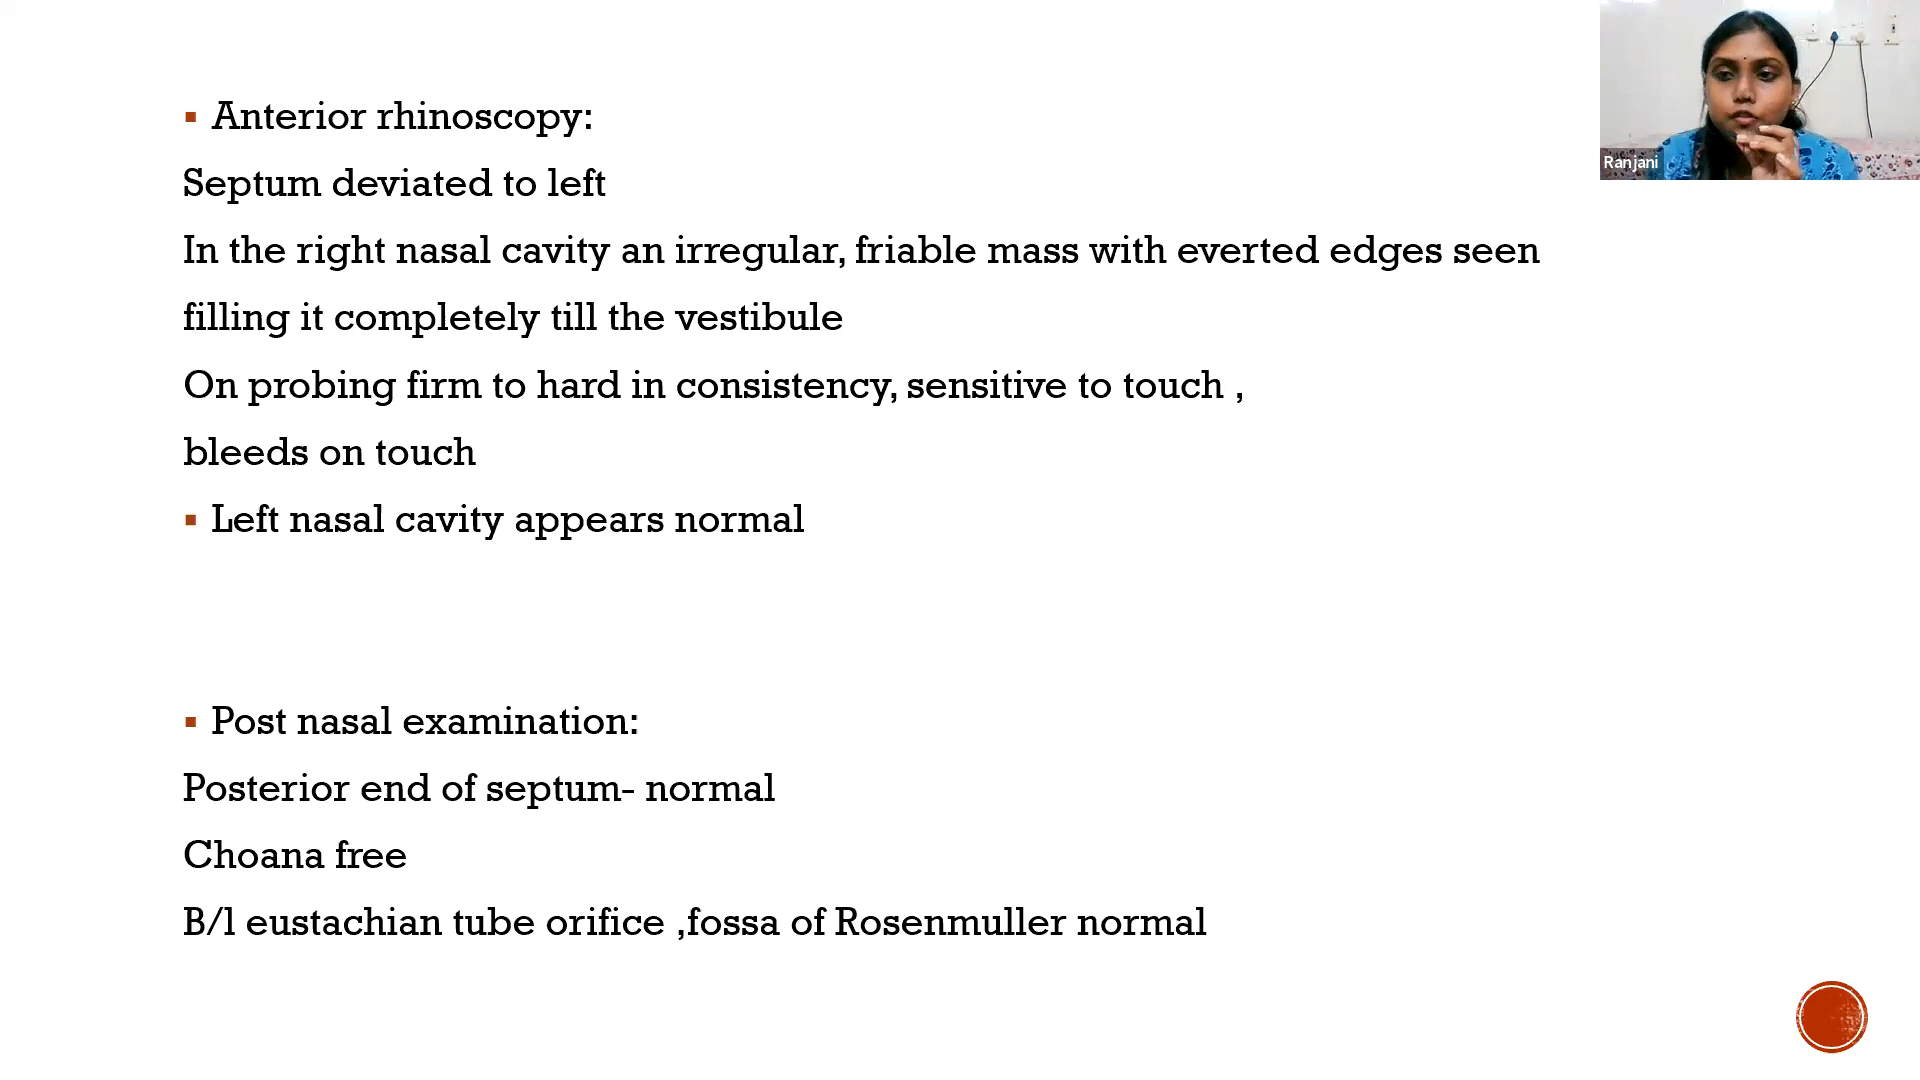 Anterior rhinoscopy:
Septum deviated to left
In the right nasal cavity an irregular, friable mass with everted edges seen
filling it completely till the vestibule
On probing firm to hard in consistency, sensitive to touch ,
bleeds on touch
Left nasal cavity appears normal
Post nasal examination:
Posterior end of septum- normal
Choana free
B/l eustachian tube orifice ,fossa of Rosenmuller normal
Ranjani